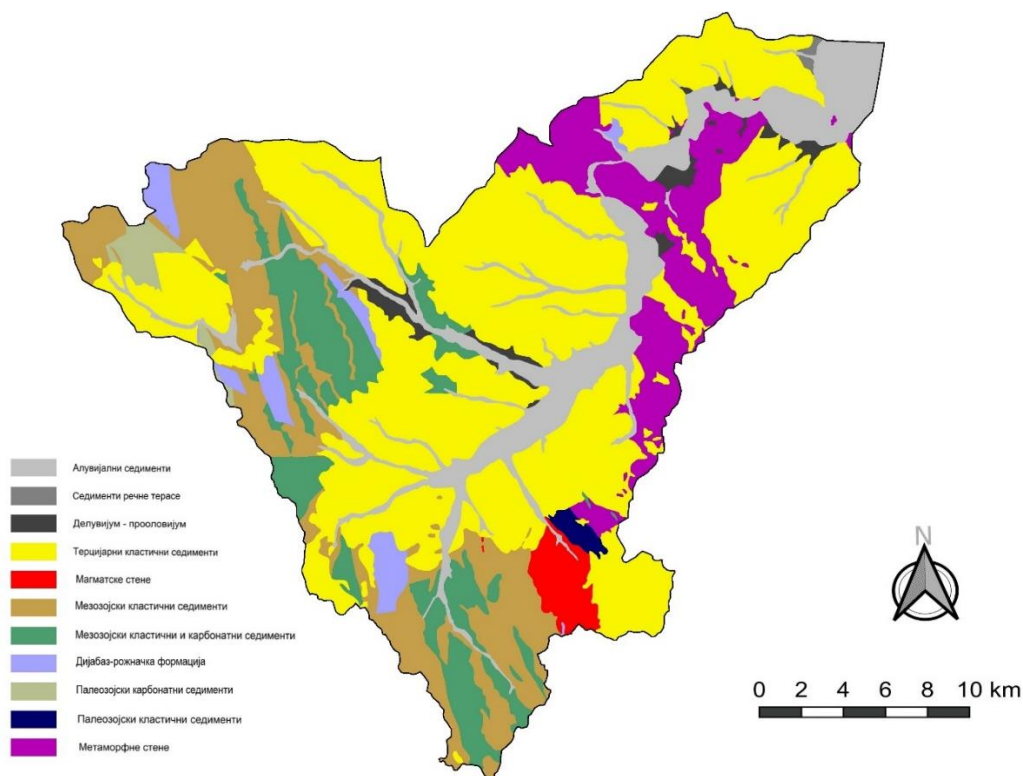 Алувијални седименти
Седименти речне терасе
Делувијум - прооловијум
Терцијарни кластични седименти
Магматске стене
Мезозојски кластични седименти
Мезозојски кластични и карбонатни седименти
Дијабаз-рожначка формација
Палеозојски карбонатни седименти
Палеозојски кластични седименти
Метаморфне стене
N
0 2 4 6 8 10 km